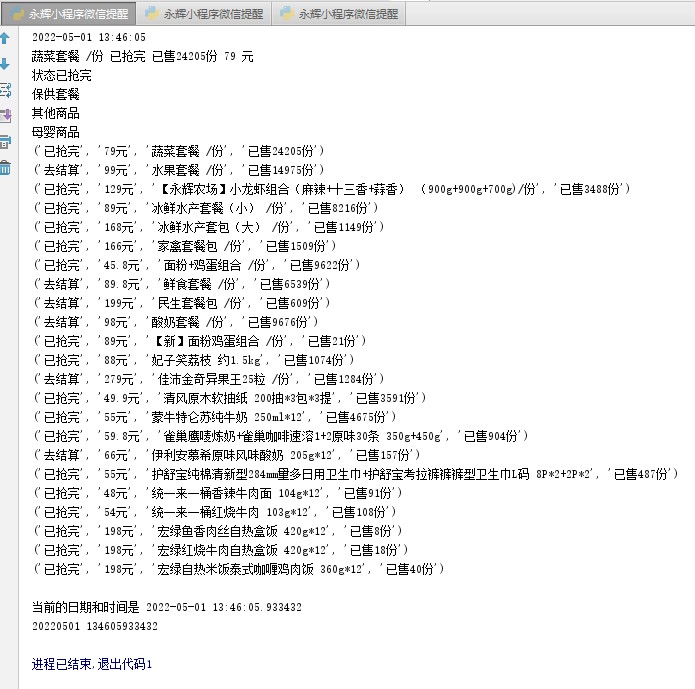 永辉小程序微信提醒 永辉小程序微信提醒 永辉小程序微信提醒
2022-05-01 13:46:05
蔬菜套餐 /份 已抢完 已售24205份 79 元
状态已抢完
保供套餐
其他商品
母婴商品
('已抢完', '79元', '蔬菜套餐 /份', '已售24205份')
('去结算', '99元', '水果套餐 /份', '已售14975份')
('已抢完', '129元', '【永辉农场】小龙虾组合（麻辣+十三香+蒜香） （900g+900g+700g)/份', '已售3488份')
('已抢完', '89元', '冰鲜水产套餐（小） /份', '已售8216份')
('已抢完', '168元', '冰鲜水产套包（大） /份', '已售1149份')
('已抢完', '166元', '家禽套餐包 /份', '已售1509份')
('已抢完', '45.8元', '面粉+鸡蛋组合 /份', '已售9622份')
('去结算', '89.8元', '鲜食套餐 /份', '已售6539份')
('去结算', '199元', '民生套餐包 /份', '已售609份')
('去结算', '98元', '酸奶套餐 /份', '已售9676份')
('已抢完', '89元', '【新】面粉鸡蛋组合 /份', '已售21份')
('已抢完', '88元', '妃子笑荔枝 约1.5kg', '已售1074份')
('去结算', '279元', '佳沛金奇异果王25粒 /份', '已售1284份')
('已抢完', '49.9元', '清风原木软抽纸 200抽*3包*3提', '已售3591份')
('已抢完', '55元', '蒙牛特仑苏纯牛奶 250ml*12', '已售4675份')
('已抢完', '59.8元', '雀巢鹰唛炼奶+雀巢咖啡速溶1+2原味30条 350g+450g', '已售904份')
('去结算', '66元', '伊利安慕希原味风味酸奶 205g*12', '已售157份')
('已抢完', '55元', '护舒宝纯棉清新型284mm量多日用卫生巾+护舒宝考拉裤裤裤型卫生巾L码 8P*2+2P*2', '已售487份')
('已抢完', '48元', '统一来一桶香辣牛肉面 104g*12', '已售91份')
('已抢完', '54元', '统一来一桶红烧牛肉 103g*12', '已售108份')
('已抢完', '198元', '宏绿鱼香肉丝自热盒饭 420g*12', '已售8份')
('已抢完', '198元', '宏绿红烧牛肉自热盒饭 420g*12', '已售18份')
('已抢完', '198元', '宏绿自热米饭泰式咖喱鸡肉饭 360g*12', '已售40份')
当前的日期和时间是 2022-05-01 13:46:05.933432
20220501 134605933432
进程已结束,退出代码1